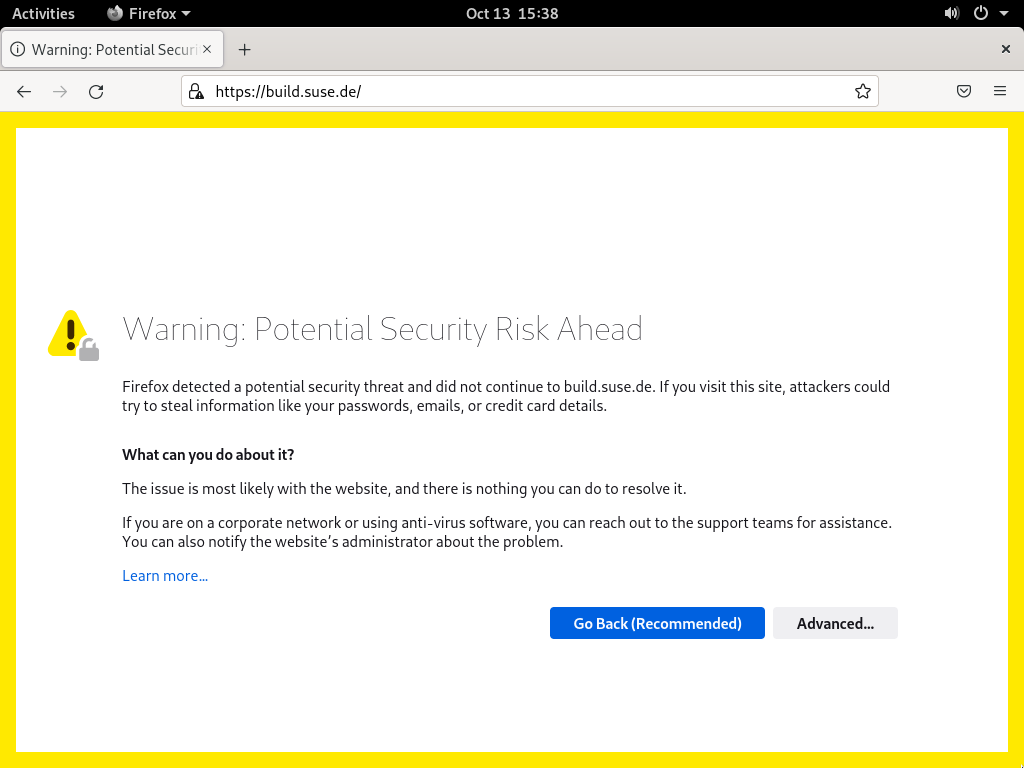 Activities Firefox Oct 13 15:38
Warning: Potential Securi
https://build.suse.de/
Warning: Potential Security Risk Ahead
Firefox detected a potential security threat and did not continue to build.suse.de. If you visit this site, attackers could
try to steal information like your passwords, emails, or credit card details.
What can you do about it?
The issue is most likely with the website, and there is nothing you can do to resolve it.
If you are on a corporate network or using anti-virus software, you can reach out to the support teams for assistance.
You can also notify the website’s administrator about the problem.
Learn more…
Go Back (Recommended) Advanced…